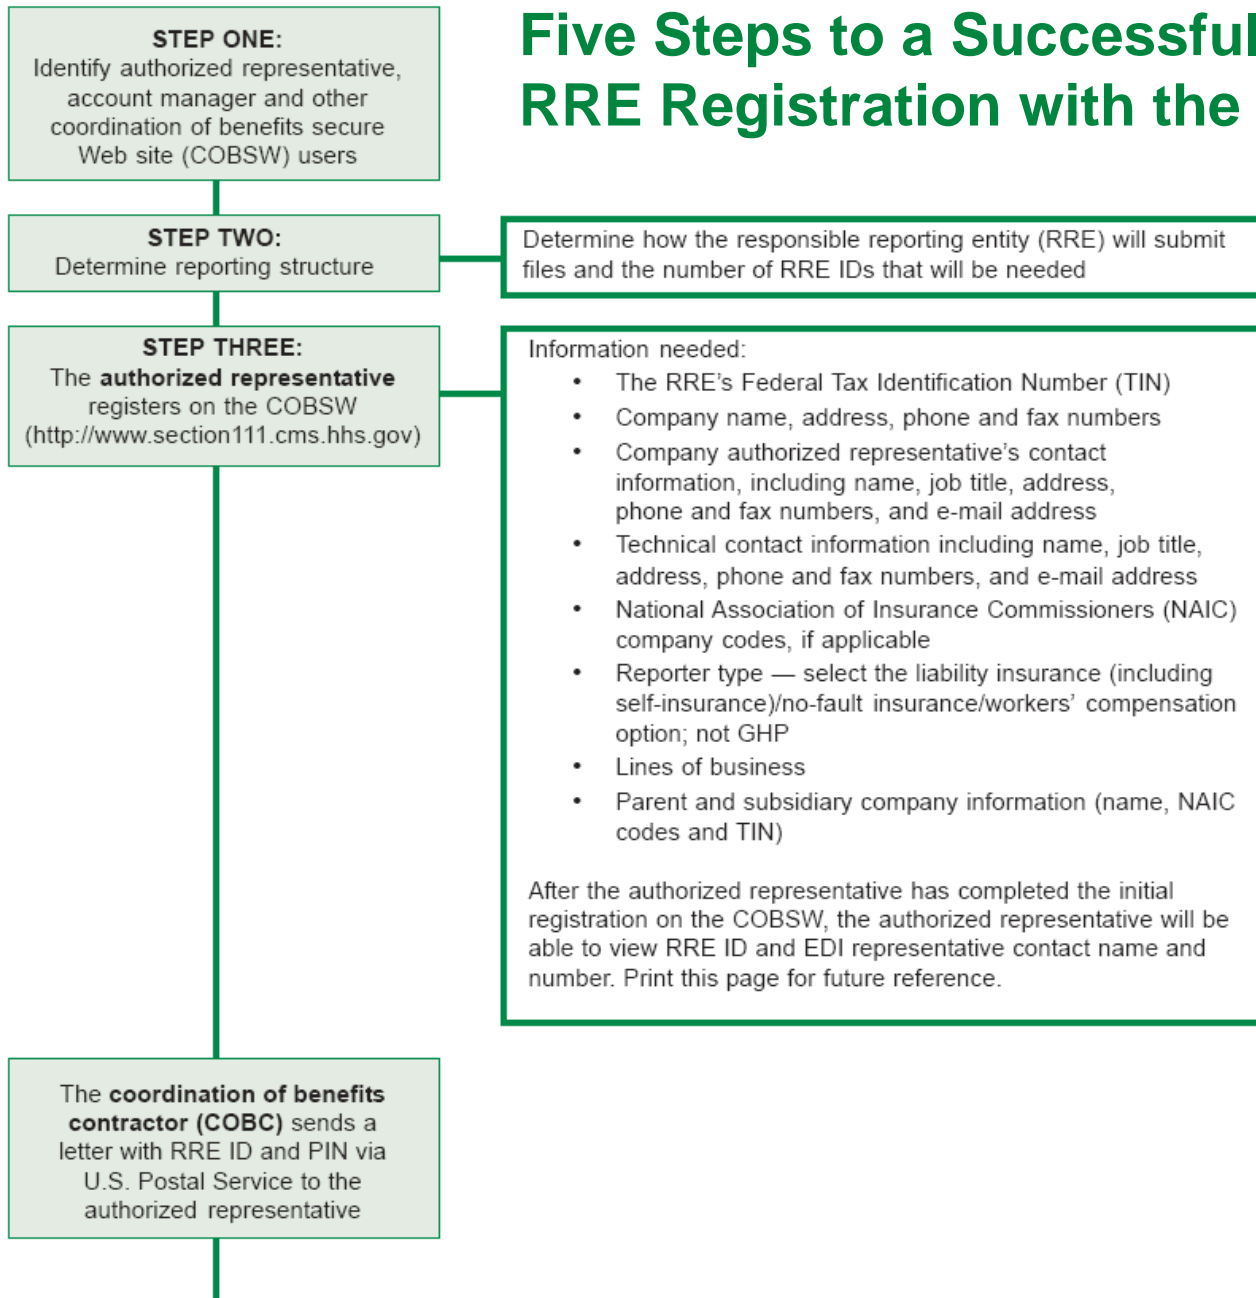 Five Steps to a Successful
RRE Registration with the
STEP ONE:
Identify authorized representative,
account manager and other
coordination of benefits secure
Web site (COBSW) users
STEP TWO:
Determine reporting structure
Determine how the responsible reporting entity (RRE) will submit
files and the number of RRE IDs that will be needed
STEP THREE:
The authorized representative
registers on the COBSW
(http://www.section111.cms.hhs.gov)
Information needed:
• The RRE's Federal Tax Identification Number (TIN)
• Company name, address, phone and fax numbers
• Company authorized representative's contact
information, including name, job title, address,
phone and fax numbers, and e-mail address
• Technical contact information including name, job title,
address, phone and fax numbers, and e-mail address
• National Association of Insurance Commissioners (NAIC)
company codes, if applicable
• Reporter type — select the liability insurance (including
self-insurance)/no-fault insurance/workers' compensation
option; not GHP
• Lines of business
• Parent and subsidiary company information (name, NAIC
codes and TIN)
After the authorized representative has completed the initial
registration on the COBSW, the authorized representative will be
able to view RRE ID and EDI representative contact name and
number. Print this page for future reference.
The coordination of benefits
contractor (COBC) sends a
letter with RRE ID and PIN via
U.S. Postal Service to the
authorized representative